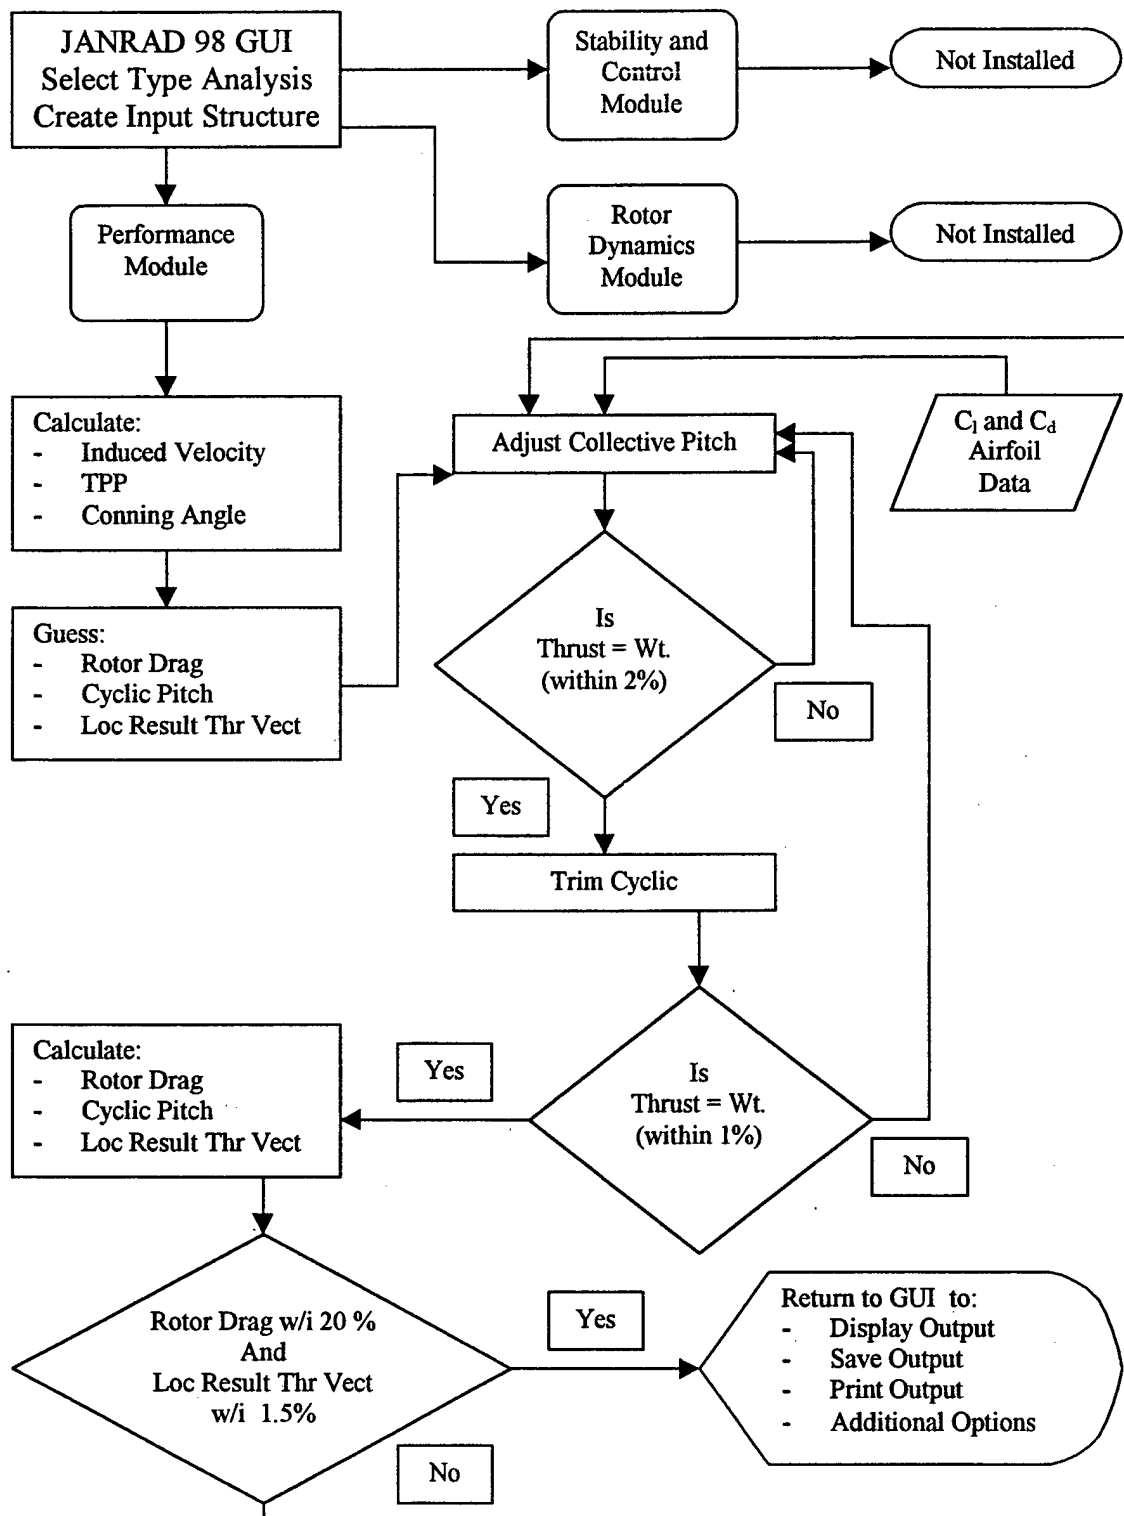 JANRAD 98 GUI
Select Type Analysis
Create Input Structure
Stability and
Control
Module
Not Installed
Performance
Module
Rotor
Dynamics
Module
Not Installed
Calculate:
- Induced Velocity
- TPP
- Conning Angle
Adjust Collective Pitch
Cl and Cd
Airfoil
Data
Guess:
- Rotor Drag
- Cyclic Pitch
- Loc Result Thr Vect
Is
Thrust = Wt.
(within 2%)
No
Yes
Trim Cyclic
Calculate:
- Rotor Drag
- Cyclic Pitch
- Loc Result Thr Vect
Yes
Is
Thrust = Wt.
(within 1%)
No
Rotor Drag w/i 20 %
And
Loc Result Thr Vect
w/i 1.5%
Yes
Return to GUI to:
- Display Output
- Save Output
- Print Output
- Additional Options
No